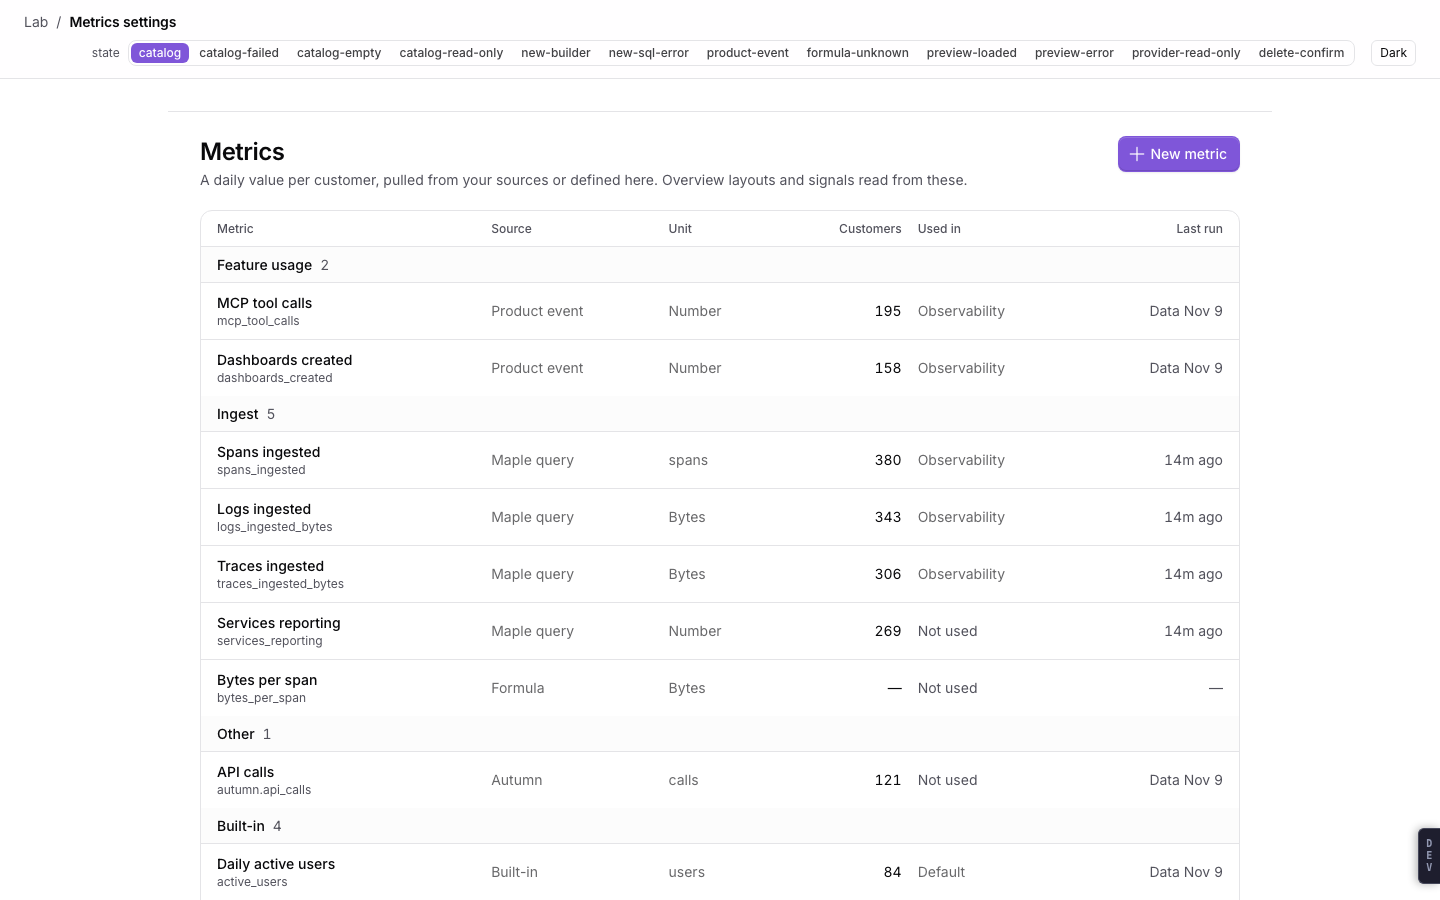 Lab / Metrics settings
state catalog catalog-failed catalog-empty catalog-read-only new-builder new-sql-error product-event formula-unknown preview-loaded preview-error provider-read-only delete-confirm Dark
Metrics
New metric
A daily value per customer, pulled from your sources or defined here. Overview layouts and signals read from these.
Metric Source Unit Customers Used in Last run
Feature usage 2
MCP tool calls Product event Number 195 Observability Data Nov 9
mcp_tool_calls
Dashboards created Product event Number 158 Observability Data Nov 9
dashboards_created
Ingest 5
Spans ingested Maple query spans 380 Observability 14m ago
spans_ingested
Logs ingested Maple query Bytes 343 Observability 14m ago
logs_ingested_bytes
Traces ingested Maple query Bytes 306 Observability 14m ago
traces_ingested_bytes
Services reporting Maple query Number 269 Not used 14m ago
services_reporting
Bytes per span Formula Bytes — Not used —
bytes_per_span
Other 1
API calls Autumn calls 121 Not used Data Nov 9
autumn.api_calls
Built-in 4
Daily active users Built-in users 84 Default Data Nov 9
active_users
DEV